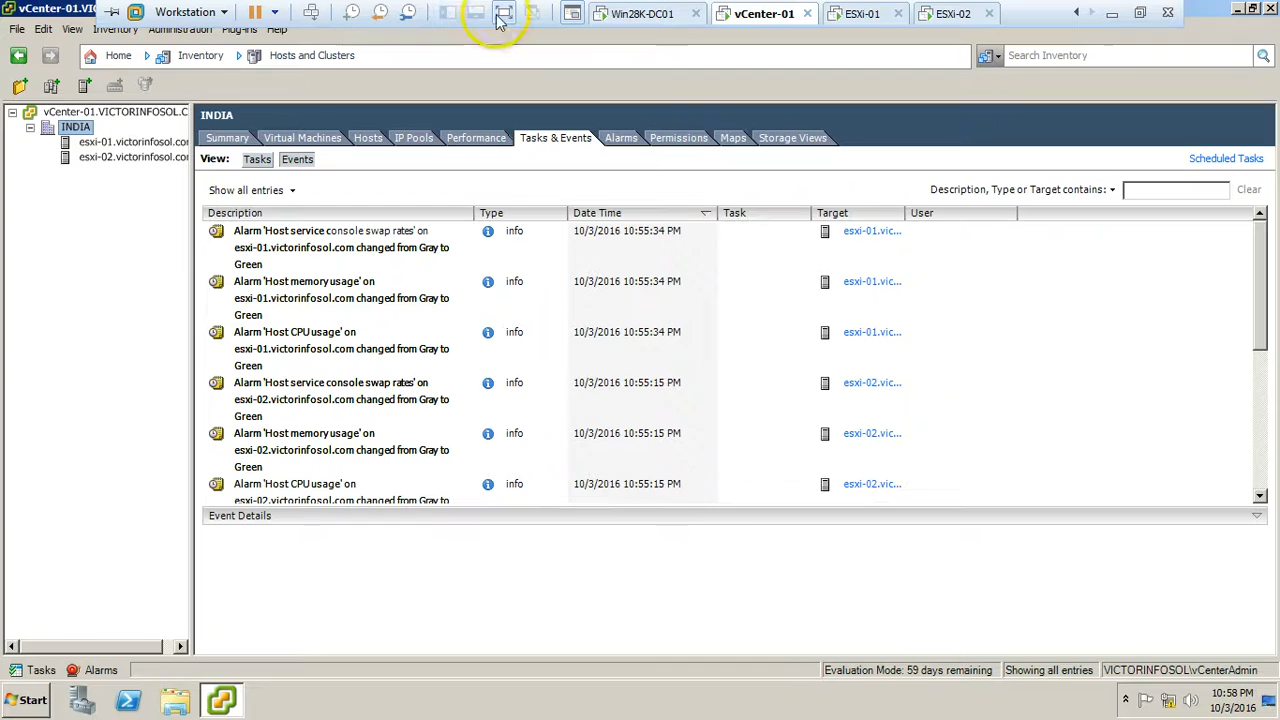 vCenter-01.VIC
Workstation
Win28K-DC01
vCenter-01
ESXi-01
ESXi-02
File Edit View Inventory Administration Plug-ins Help
Home Inventory Hosts and Clusters
Search Inventory
vCenter-01.VICTORINFOSOL.C
INDIA
esxi-01.victorinfosol.cor
esxi-02.victorinfosol.cor
INDIA
Summary Virtual Machines Hosts IP Pools Performance Tasks & Events Alarms Permissions Maps Storage Views
View: Tasks Events
Scheduled Tasks
Show all entries
Description, Type or Target contains:
Clear
Description Type Date Time Task Target User
Alarm 'Host service console swap rates' on info 10/3/2016 10:55:34 PM esxi-01.vic...
esxi-01.victorinfosol.com changed from Gray to
Green
Alarm 'Host memory usage' on info 10/3/2016 10:55:34 PM esxi-01.vic...
esxi-01.victorinfosol.com changed from Gray to
Green
Alarm 'Host CPU usage' on info 10/3/2016 10:55:34 PM esxi-01.vic...
esxi-01.victorinfosol.com changed from Gray to
Green
Alarm 'Host service console swap rates' on info 10/3/2016 10:55:15 PM esxi-02.vic...
esxi-02.victorinfosol.com changed from Gray to
Green
Alarm 'Host memory usage' on info 10/3/2016 10:55:15 PM esxi-02.vic...
esxi-02.victorinfosol.com changed from Gray to
Green
Alarm 'Host CPU usage' on info 10/3/2016 10:55:15 PM esxi-02.vic...
esxi-02.victorinfosol.com changed from Gray to
Event Details
Tasks Alarms
Evaluation Mode: 59 days remaining Showing all entries VICTORINFOSOL\vCenterAdmin
Start
10:58 PM
10/3/2016